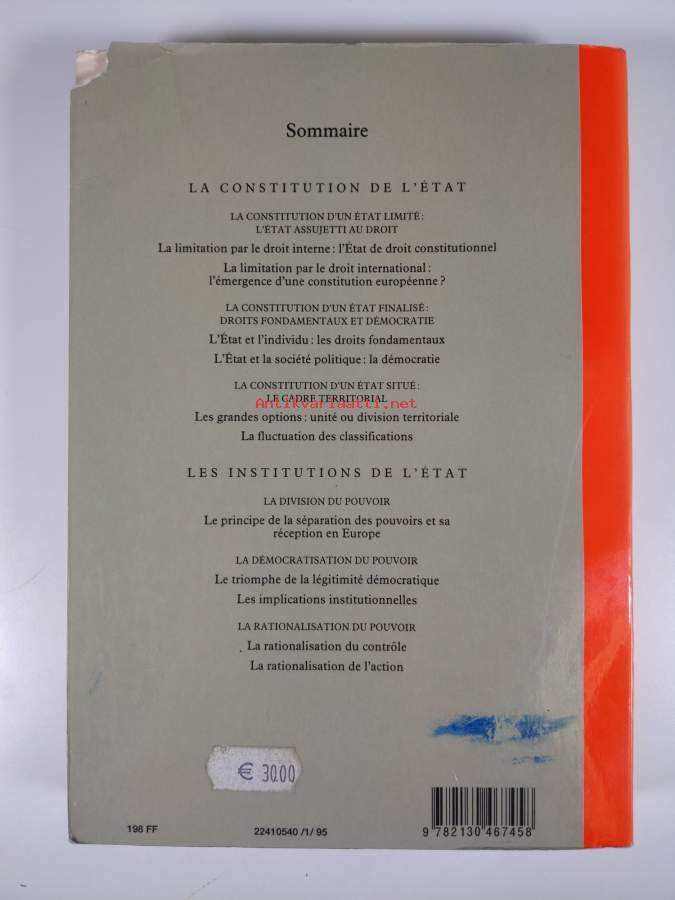 Sommaire
LA CONSTITUTION DE L'ÉTAT
LA CONSTITUTION D'UN ÉTAT LIMITÉ :
L'ÉTAT ASSUJETTI AU DROIT
La limitation par le droit interne : l'État de droit constitutionnel
La limitation par le droit international :
l'émergence d'une constitution européenne ?
LA CONSTITUTION D'UN ÉTAT FINALISÉ :
DROITS FONDAMENTAUX ET DÉMOCRATIE
L'État et l'individu : les droits fondamentaux
L'État et la société politique : la démocratie
LA CONSTITUTION D'UN ÉTAT SITUÉ :
LE CADRE TERRITORIAL
Antikvariaatti.net
Les grandes options : unité ou division territoriale
La fluctuation des classifications
LES INSTITUTIONS DE L'ÉTAT
LA DIVISION DU POUVOIR
Le principe de la séparation des pouvoirs et sa
réception en Europe
LA DÉMOCRATISATION DU POUVOIR
Le triomphe de la légitimité démocratique
Les implications institutionnelles
LA RATIONALISATION DU POUVOIR
La rationalisation du contrôle
La rationalisation de l'action
€ 30.00
198 FF
22410540 /1/ 95
9 782130 467458